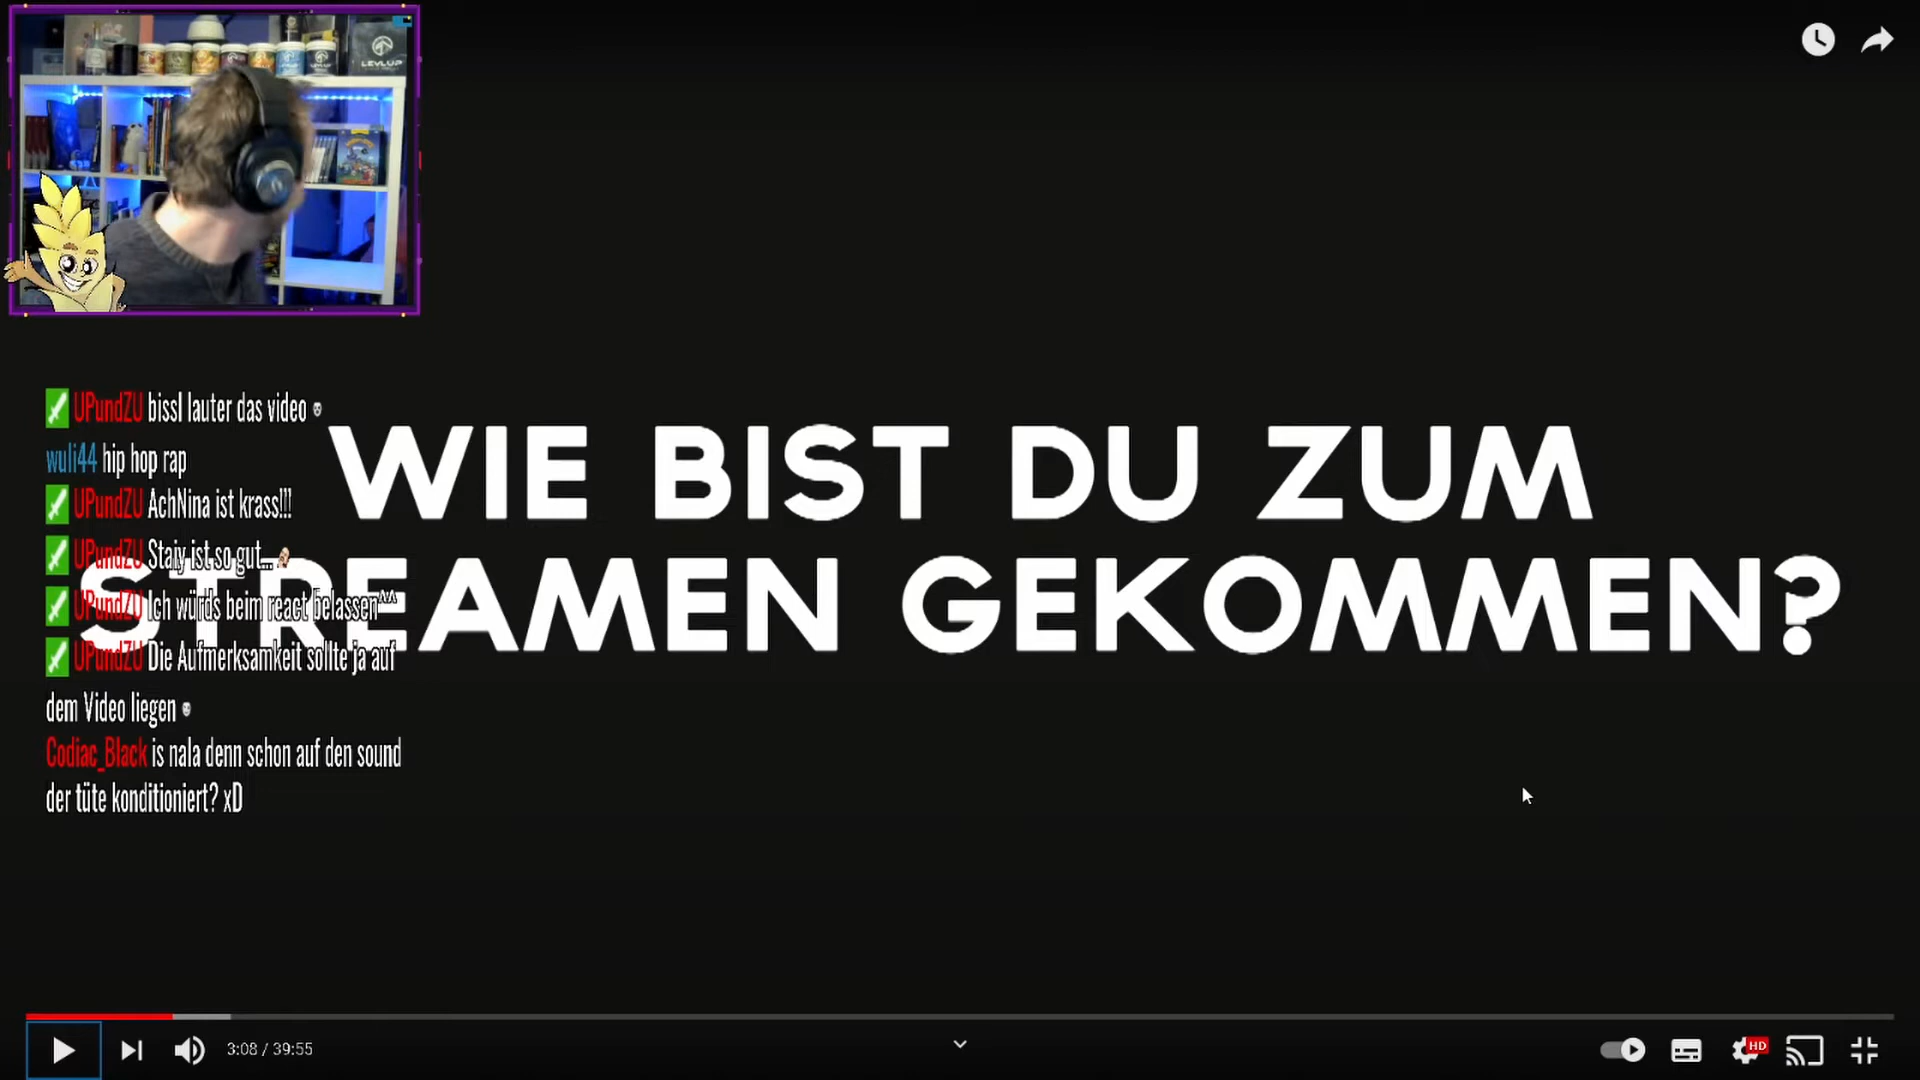 LEVLUP
UPundZU bissl lauter das video
wuli44 hip hop rap
UPundZU AchNina ist krass!!!
UPundZU Staiy ist so gut...
UPundZU Ich würds beim react belassen^^
UPundZU Die Aufmerksamkeit sollte ja auf
dem Video liegen
Codiac_Black is nala denn schon auf den sound
der tüte konditioniert? xD
WIE BIST DU ZUM
STREAMEN GEKOMMEN?
3:08 / 39:55
HD